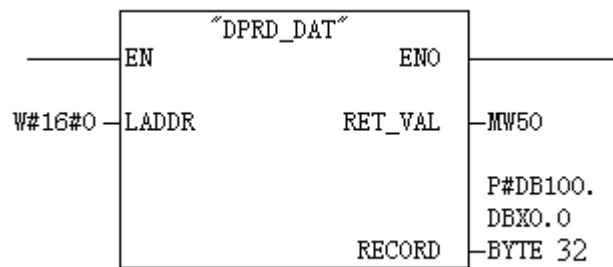 "DPRD_DAT"
EN ENO
W#16#0 LADDR RET_VAL MW50
P#DB100.
DBX0.0
RECORD BYTE 32